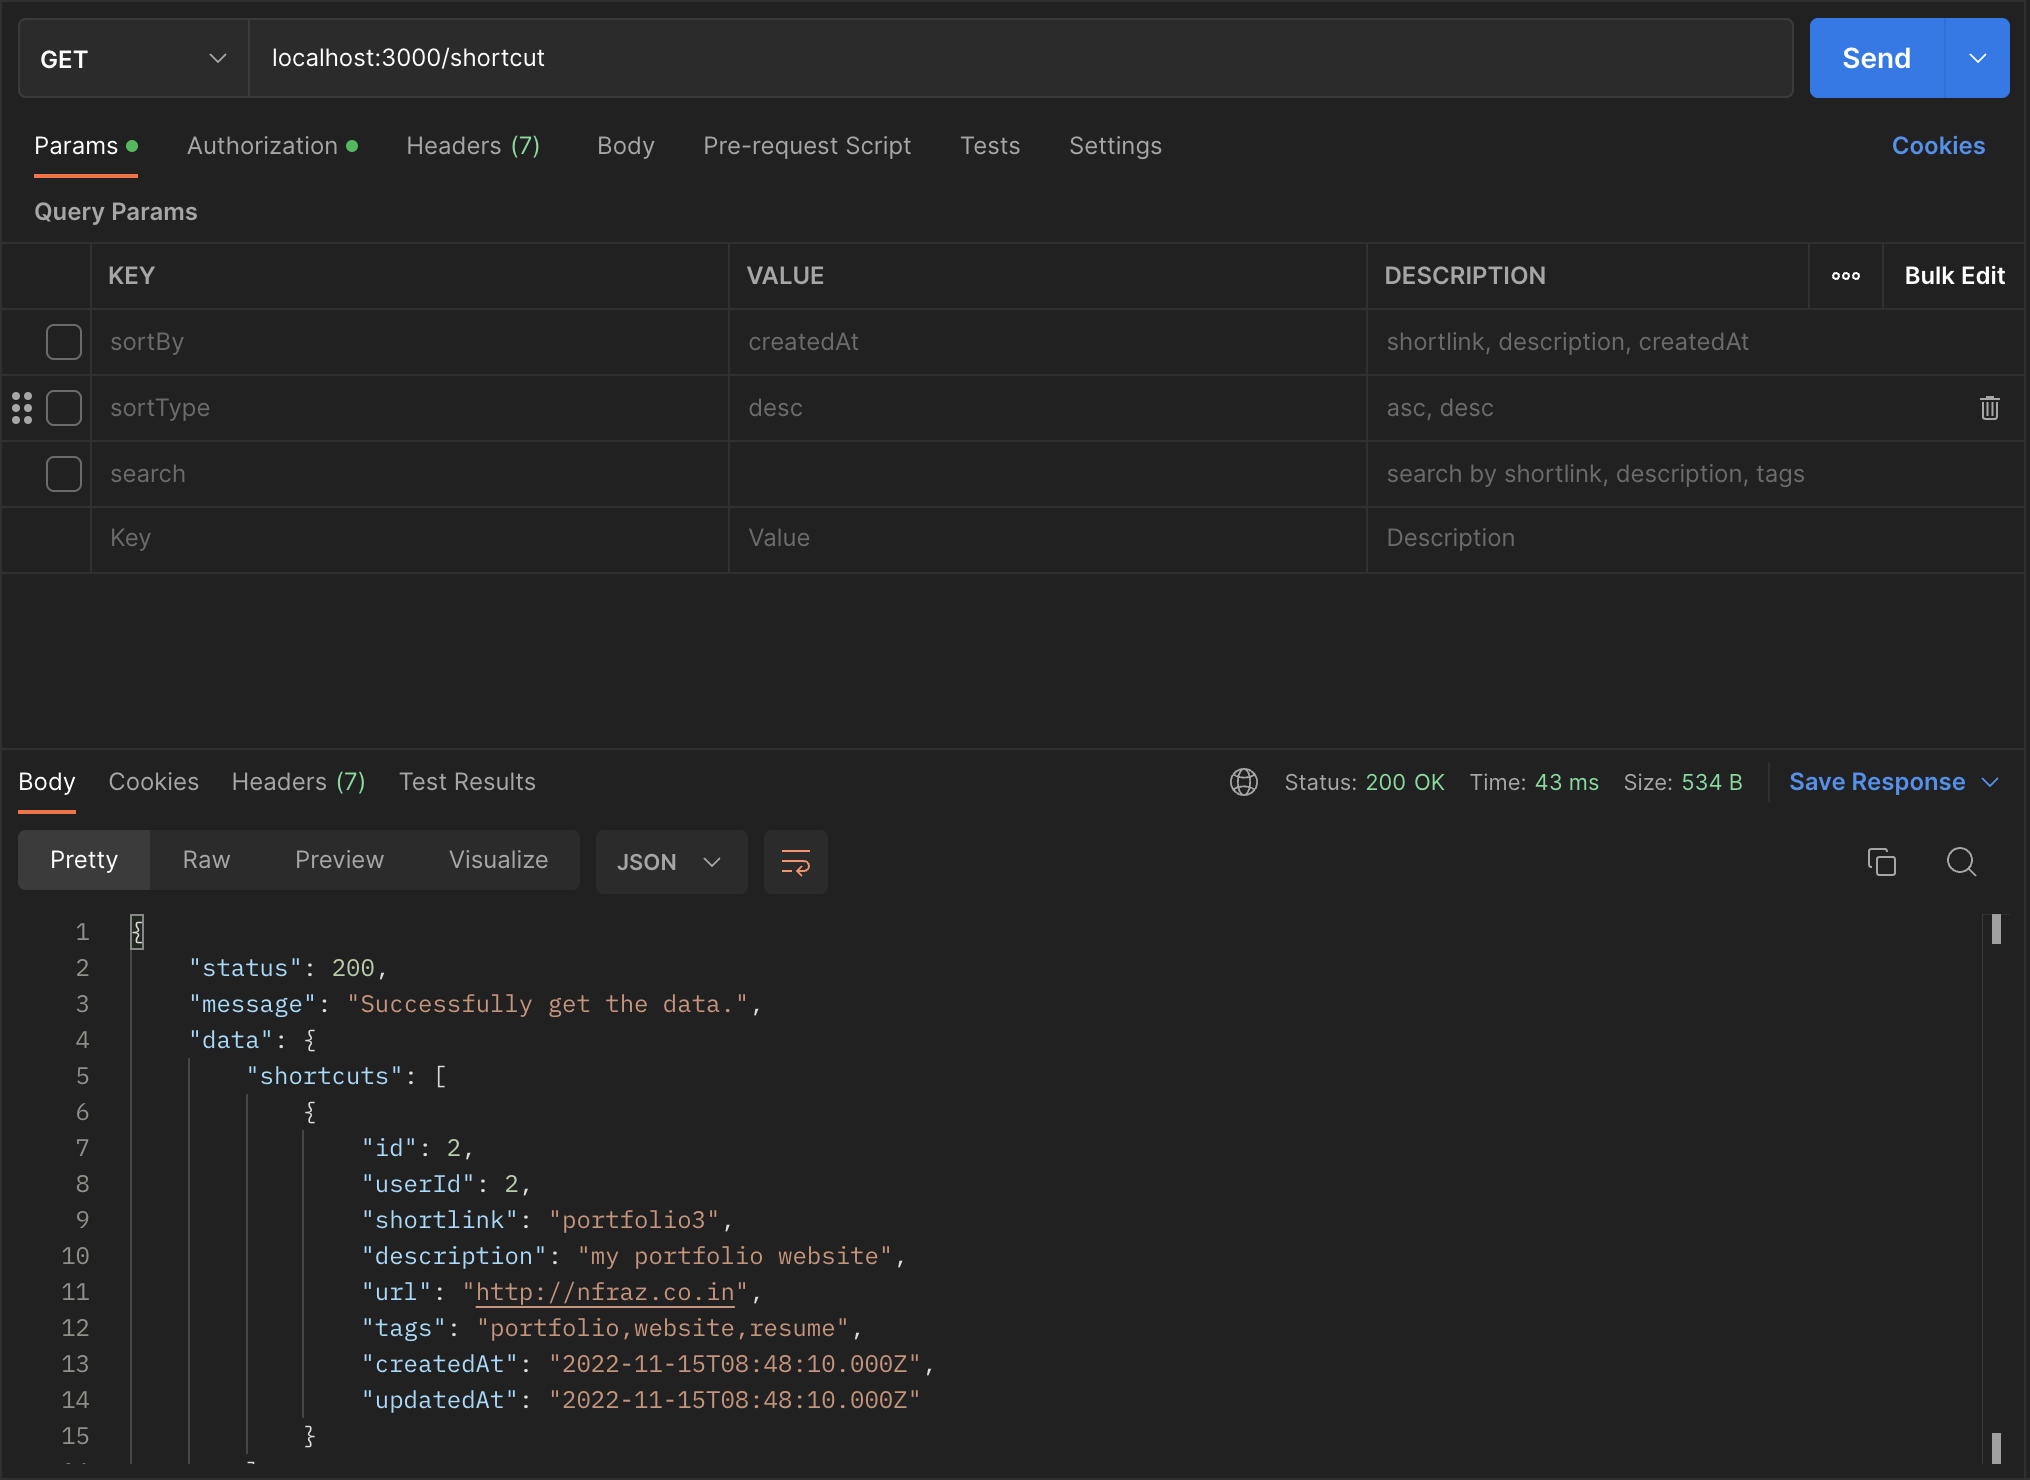 GET localhost:3000/shortcut Send
Params Authorization Headers (7) Body Pre-request Script Tests Settings Cookies
Query Params
KEY VALUE DESCRIPTION ooo Bulk Edit
sortBy createdAt shortlink, description, createdAt
sortType desc asc, desc
search search by shortlink, description, tags
Key Value Description
Body Cookies Headers (7) Test Results Status: 200 OK Time: 43 ms Size: 534 B Save Response
Pretty Raw Preview Visualize JSON
1 {
2 "status": 200,
3 "message": "Successfully get the data.",
4 "data": {
5 "shortcuts": [
6 {
7 "id": 2,
8 "userId": 2,
9 "shortlink": "portfolio3",
10 "description": "my portfolio website",
11 "url": "http://nfraz.co.in",
12 "tags": "portfolio,website,resume",
13 "createdAt": "2022-11-15T08:48:10.000Z",
14 "updatedAt": "2022-11-15T08:48:10.000Z"
15 }